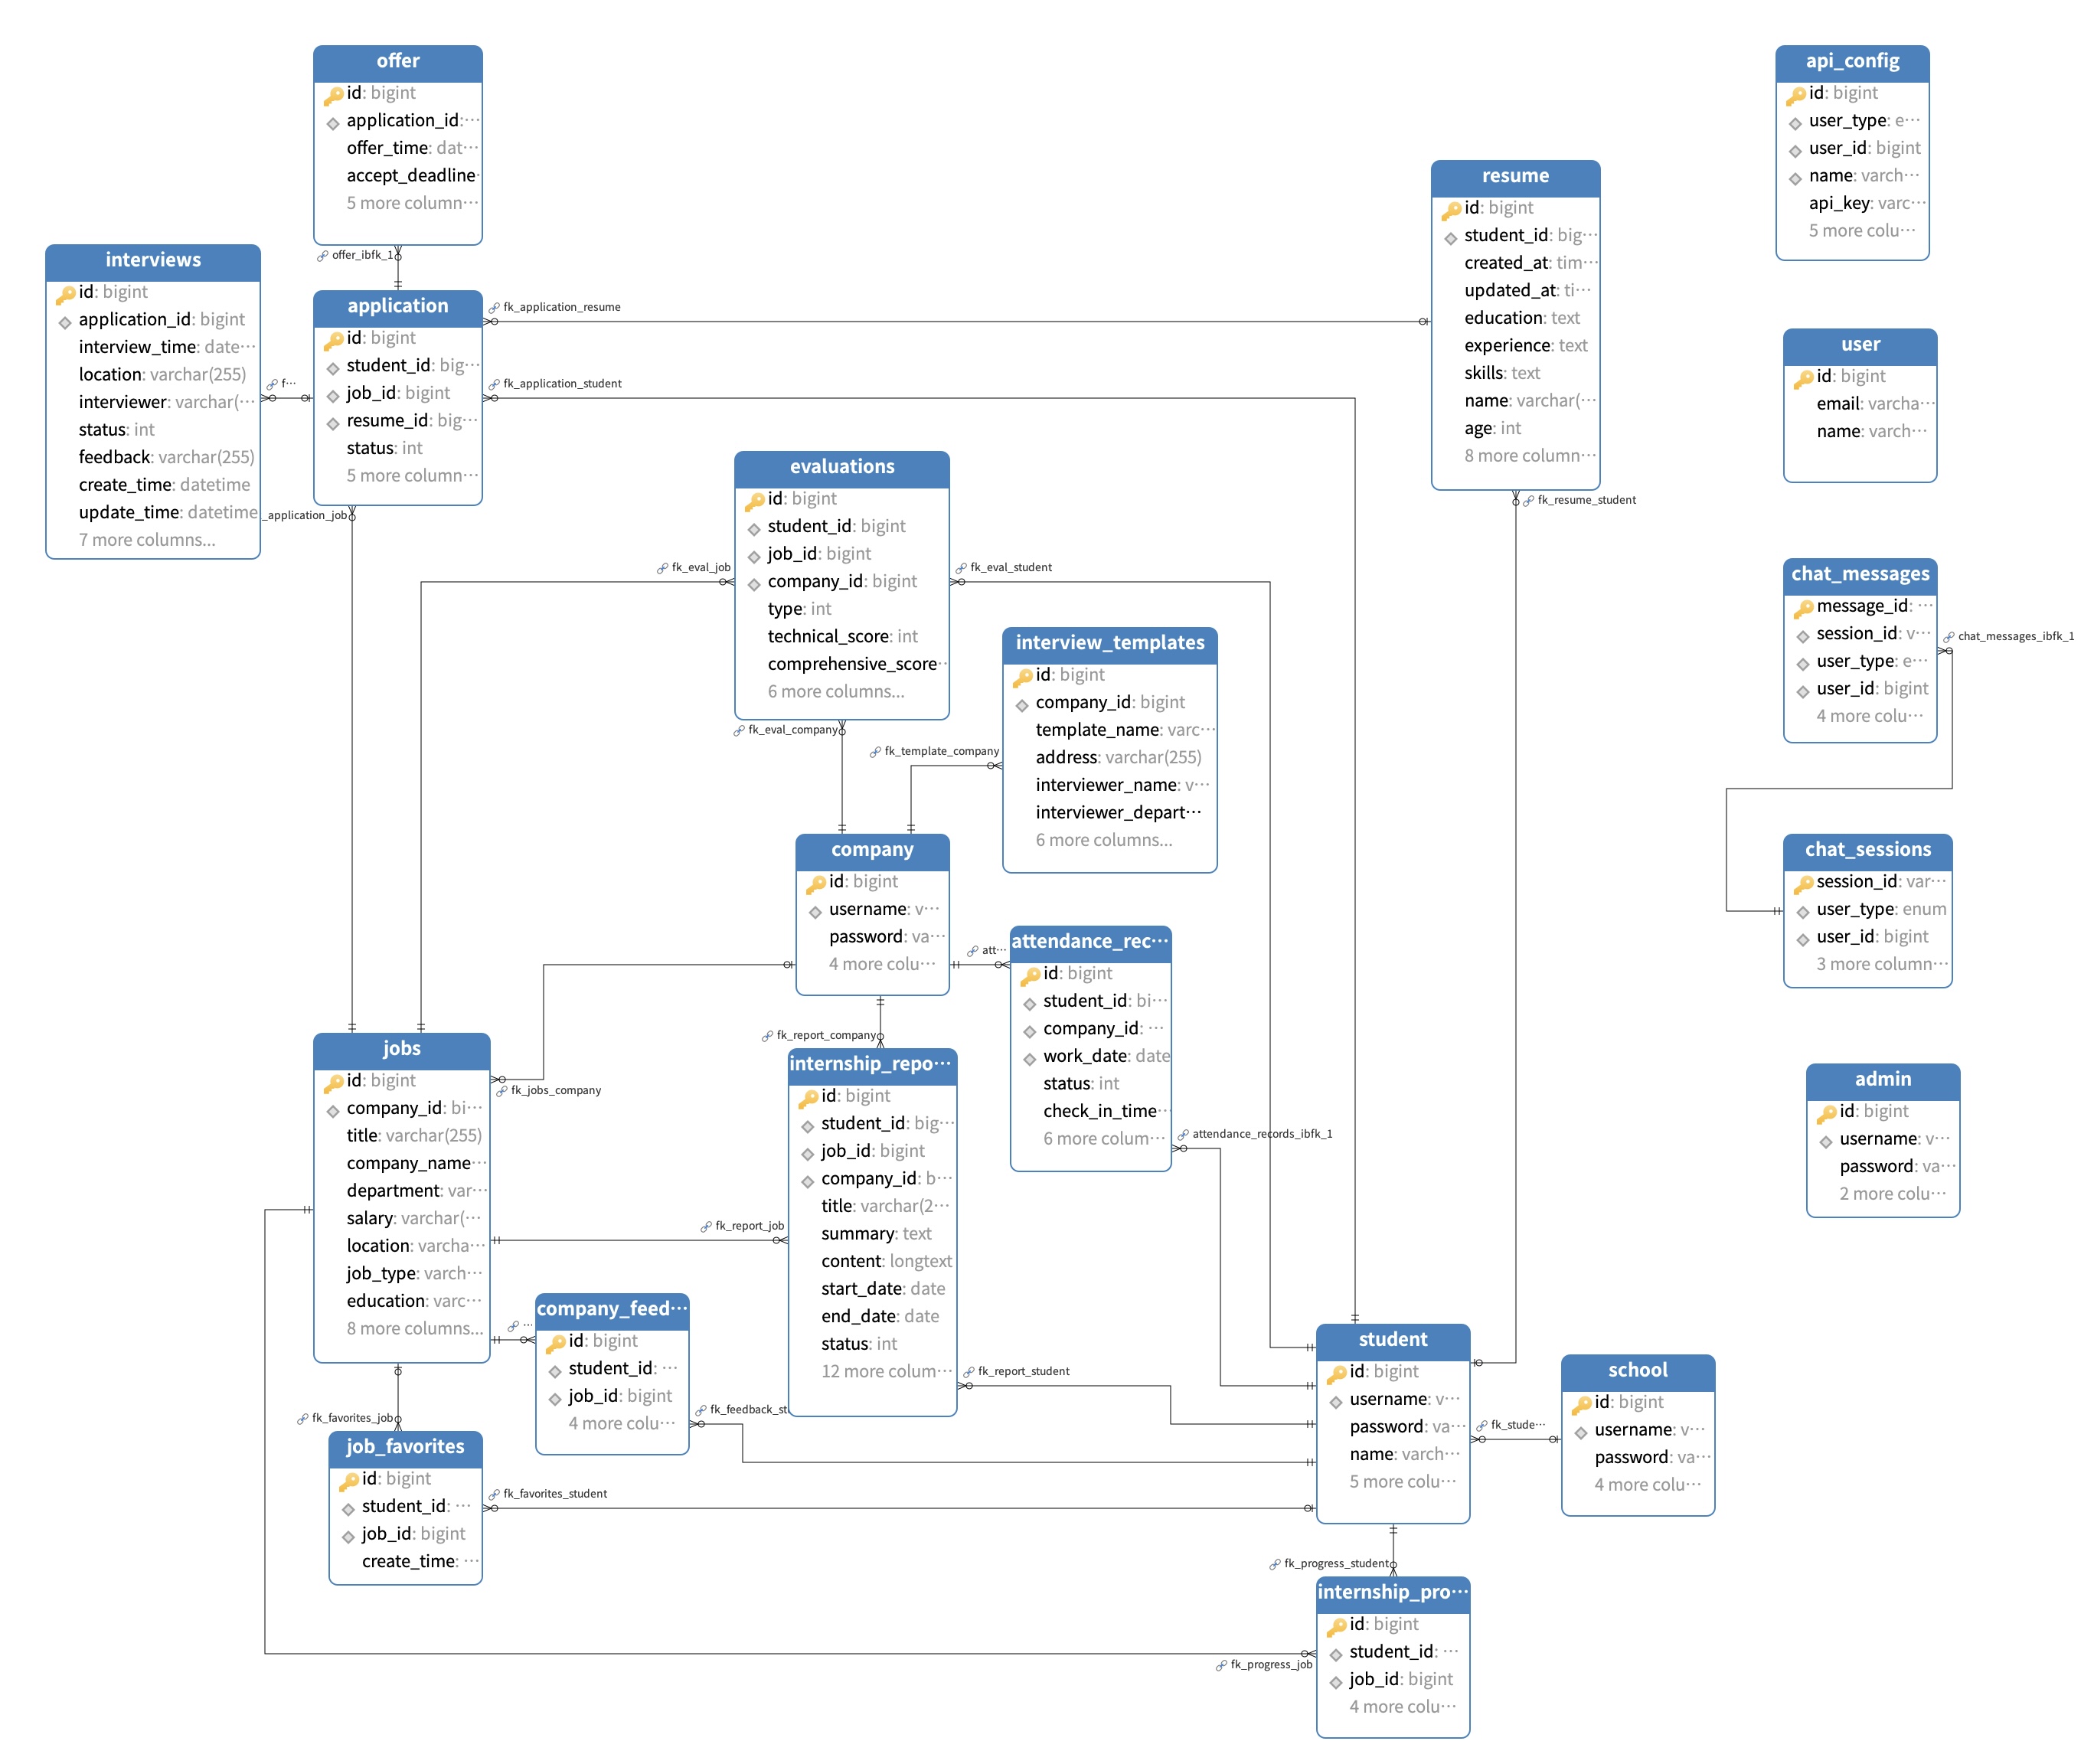 offer
id: bigint
application_id:···
offer_time: dat···
accept_deadline·
5 more column···
offer_ibfk_1
interviews
id: bigint
application_id: bigint
interview_time: date···
location: varchar(255)
interviewer: varchar(···
status: int
feedback: varchar(255)
create_time: datetime
update_time: datetime
7 more columns...
f···
application
id: bigint
student_id: big···
job_id: bigint
resume_id: big···
status: int
5 more column···
_application_job
fk_application_resume
fk_application_student
resume
id: bigint
student_id: big···
created_at: tim···
updated_at: ti···
education: text
experience: text
skills: text
name: varchar(···
age: int
8 more column···
fk_resume_student
api_config
id: bigint
user_type: e···
user_id: bigint
name: varch···
api_key: varc···
5 more colu···
user
id: bigint
email: varcha···
name: varch···
evaluations
id: bigint
student_id: bigint
job_id: bigint
company_id: bigint
type: int
technical_score: int
comprehensive_score··
6 more columns...
fk_eval_job
fk_eval_student
fk_eval_company
interview_templates
id: bigint
company_id: bigint
template_name: varc···
address: varchar(255)
interviewer_name: v···
interviewer_depart···
6 more columns...
fk_template_company
chat_messages
message_id: ···
session_id: v···
user_type: e···
user_id: bigint
4 more colu···
chat_messages_ibfk_1
chat_sessions
session_id: var···
user_type: enum
user_id: bigint
3 more column···
company
id: bigint
username: v···
password: va···
4 more colu···
att···
attendance_rec···
id: bigint
student_id: bi···
company_id: ···
work_date: date
status: int
check_in_time··
6 more colum···
attendance_records_ibfk_1
jobs
id: bigint
company_id: bi···
title: varchar(255)
company_name···
department: var···
salary: varchar(···
location: varcha···
job_type: varch···
education: varc···
8 more columns...
fk_jobs_company
fk_report_company
internship_repo···
id: bigint
student_id: big···
job_id: bigint
company_id: b···
title: varchar(2···
summary: text
content: longtext
start_date: date
end_date: date
status: int
12 more colum···
fk_report_job
fk_report_student
admin
id: bigint
username: v···
password: va···
2 more colu···
···
company_feed···
id: bigint
student_id: ···
job_id: bigint
4 more colu···
fk_feedback_st
student
id: bigint
username: v···
password: va···
name: varch···
5 more colu···
fk_stude···
school
id: bigint
username: v···
password: va···
4 more colu···
fk_favorites_job
job_favorites
id: bigint
student_id: ···
job_id: bigint
create_time: ···
fk_favorites_student
fk_progress_student
internship_pro···
id: bigint
student_id: ···
job_id: bigint
4 more colu···
fk_progress_job